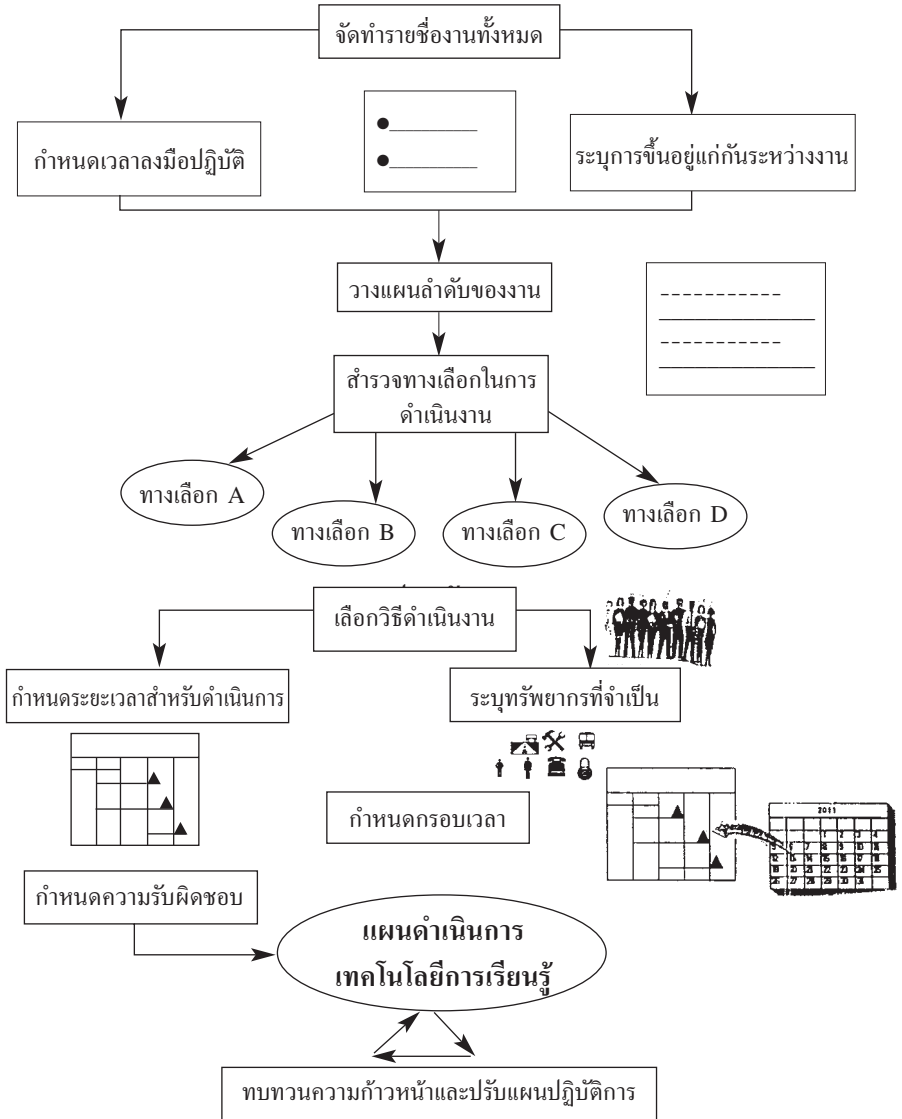 จัดทำรายชื่องานทั้งหมด
กำหนดเวลาลงมือปฏิบัติ
ระบุการขึ้นอยู่แก่กันระหว่างงาน
วางแผนลำดับของงาน
สำรวจทางเลือกในการ
ดำเนินงาน
ทางเลือก A
ทางเลือก B
ทางเลือก C
ทางเลือก D
เลือกวิธีดำเนินงาน
กำหนดระยะเวลาสำหรับดำเนินการ
ระบุทรัพยากรที่จำเป็น
กำหนดกรอบเวลา
2011
กำหนดความรับผิดชอบ
แผนดำเนินการ
เทคโนโลยีการเรียนรู้
ทบทวนความก้าวหน้าและปรับแผนปฏิบัติการ